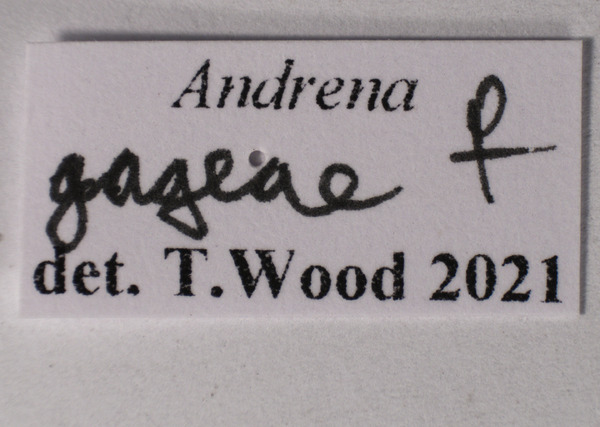 Andrena
gageae ♀
det. T.Wood 2021